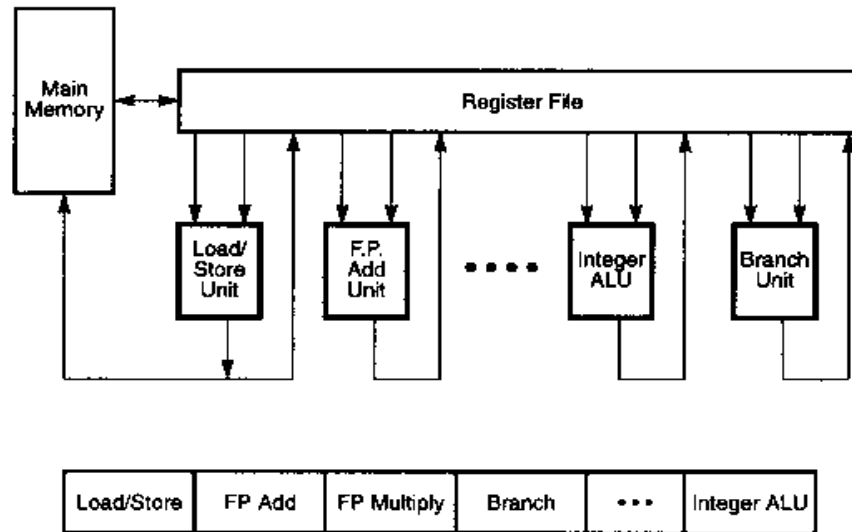 Main
Memory
Register File
Load/
Store
Unit
F.P.
Add
Unit
Integer
ALU
Branch
Unit
Load/Store FP Add FP Multiply Branch ••• Integer ALU